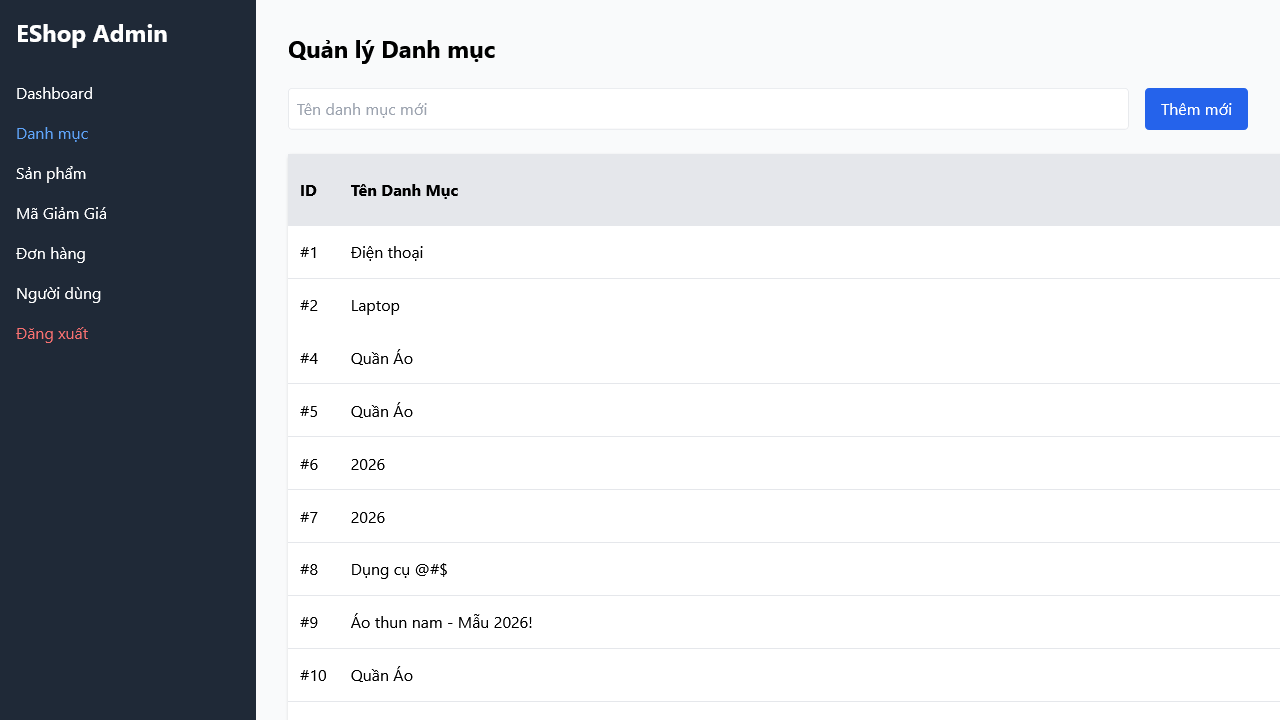 EShop Admin
Dashboard
Danh mục
Sản phẩm
Mã Giảm Giá
Đơn hàng
Người dùng
Đăng xuất
Quản lý Danh mục
Tên danh mục mới
Thêm mới
ID Tên Danh Mục
#1 Điện thoại
#2 Laptop
#4 Quần Áo
#5 Quần Áo
#6 2026
#7 2026
#8 Dụng cụ @#$
#9 Áo thun nam - Mẫu 2026!
#10 Quần Áo